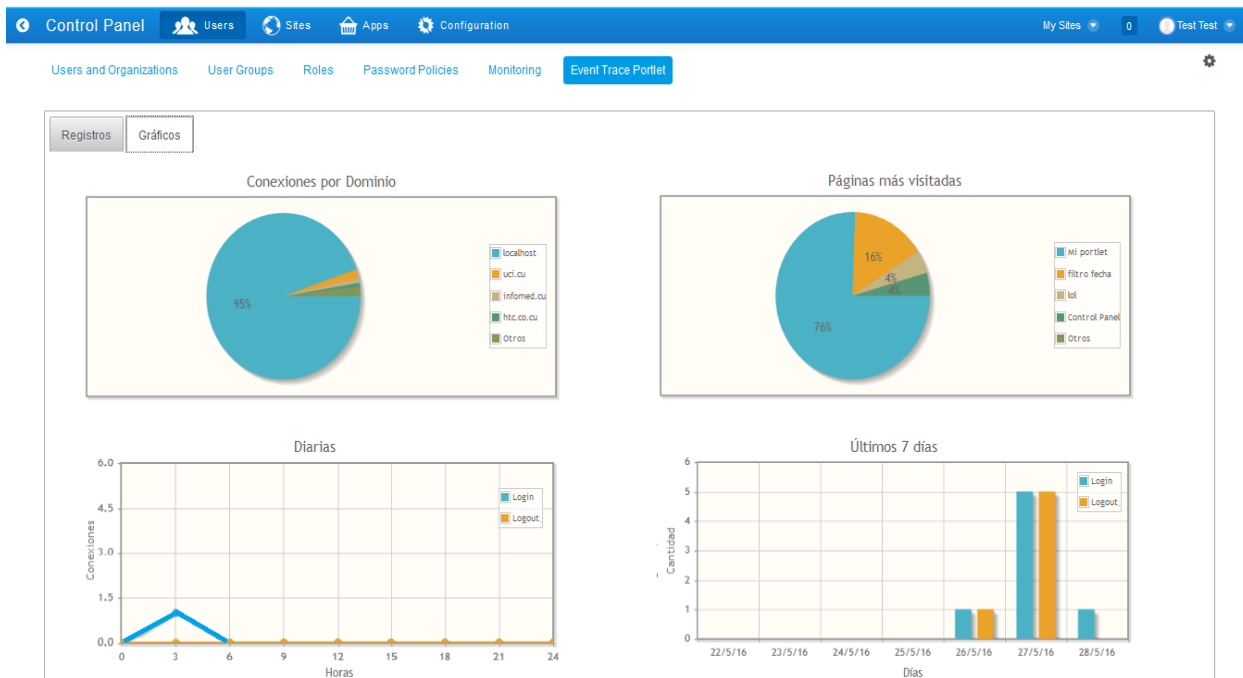 Control Panel Users Sites Apps Configuration My Sites 0 Test Test
Users and Organizations User Groups Roles Password Policies Monitoring Event Trace Portlet
Registros Gráficos
Conexiones por Dominio
95%
localhost
uci.cu
infomed.cu
htc.co.cu
Otros
Páginas más visitadas
16%
4%
4%
76%
Mi portlet
filtro fecha
lol
Control Panel
Otros
Diarias
Conexiones
6.0
4.5
3.0
1.5
0.0
0 3 6 9 12 15 18 21 24
Horas
Login
Logout
Últimos 7 días
Cantidad
6
5
4
3
2
1
0
22/5/16 23/5/16 24/5/16 25/5/16 26/5/16 27/5/16 28/5/16
Días
Login
Logout